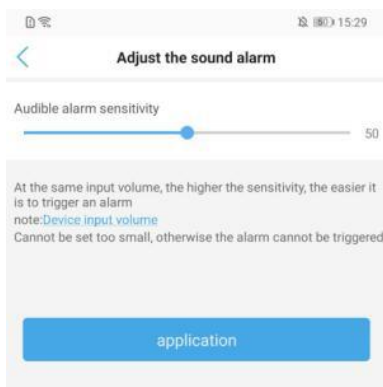 15:29
Adjust the sound alarm
Audible alarm sensitivity
50
At the same input volume, the higher the sensitivity, the easier it
is to trigger an alarm
note:Device input volume
Cannot be set too small, otherwise the alarm cannot be triggered
application